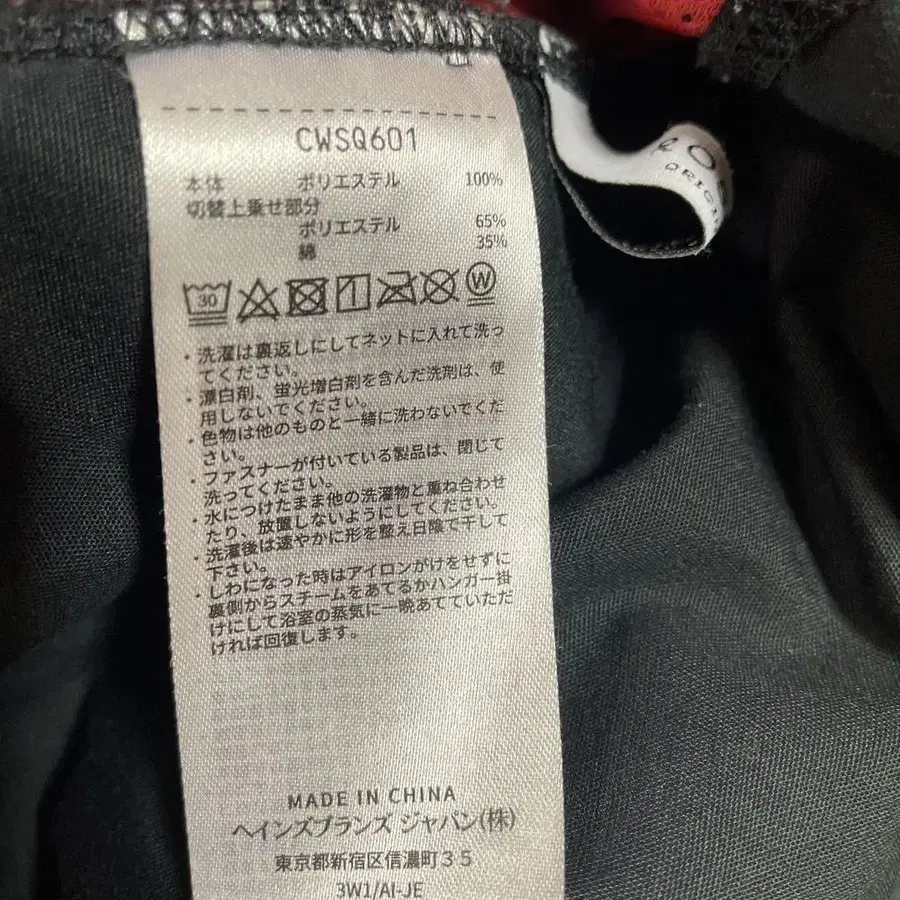 CWSQ601
本体 ポリエステル 100%
切替上乗せ部分
ポリエステル 65%
綿 35%
30 W
・洗濯は裏返しにしてネットに入れて洗っ
てください。
・漂白剤、蛍光増白剤を含んだ洗剤は、使
用しないでください。
・色物は他のものと一緒に洗わないでくだ
さい。
・ファスナーが付いている製品は、閉じて
洗ってください。
・水につけたまま他の洗濯物と重ね合わせ
たり、放置しないようにしてください。
・洗濯後は速やかに形を整え日陰で干して
下さい。
・しわになった時はアイロンがけをせずに
裏側からスチームをあてるかハンガー掛
けにして浴室の蒸気に一晩あてていただ
ければ回復します。
MADE IN CHINA
ヘインズブランズ ジャパン(株)
東京都新宿区信濃町35
3W1/AI-JE